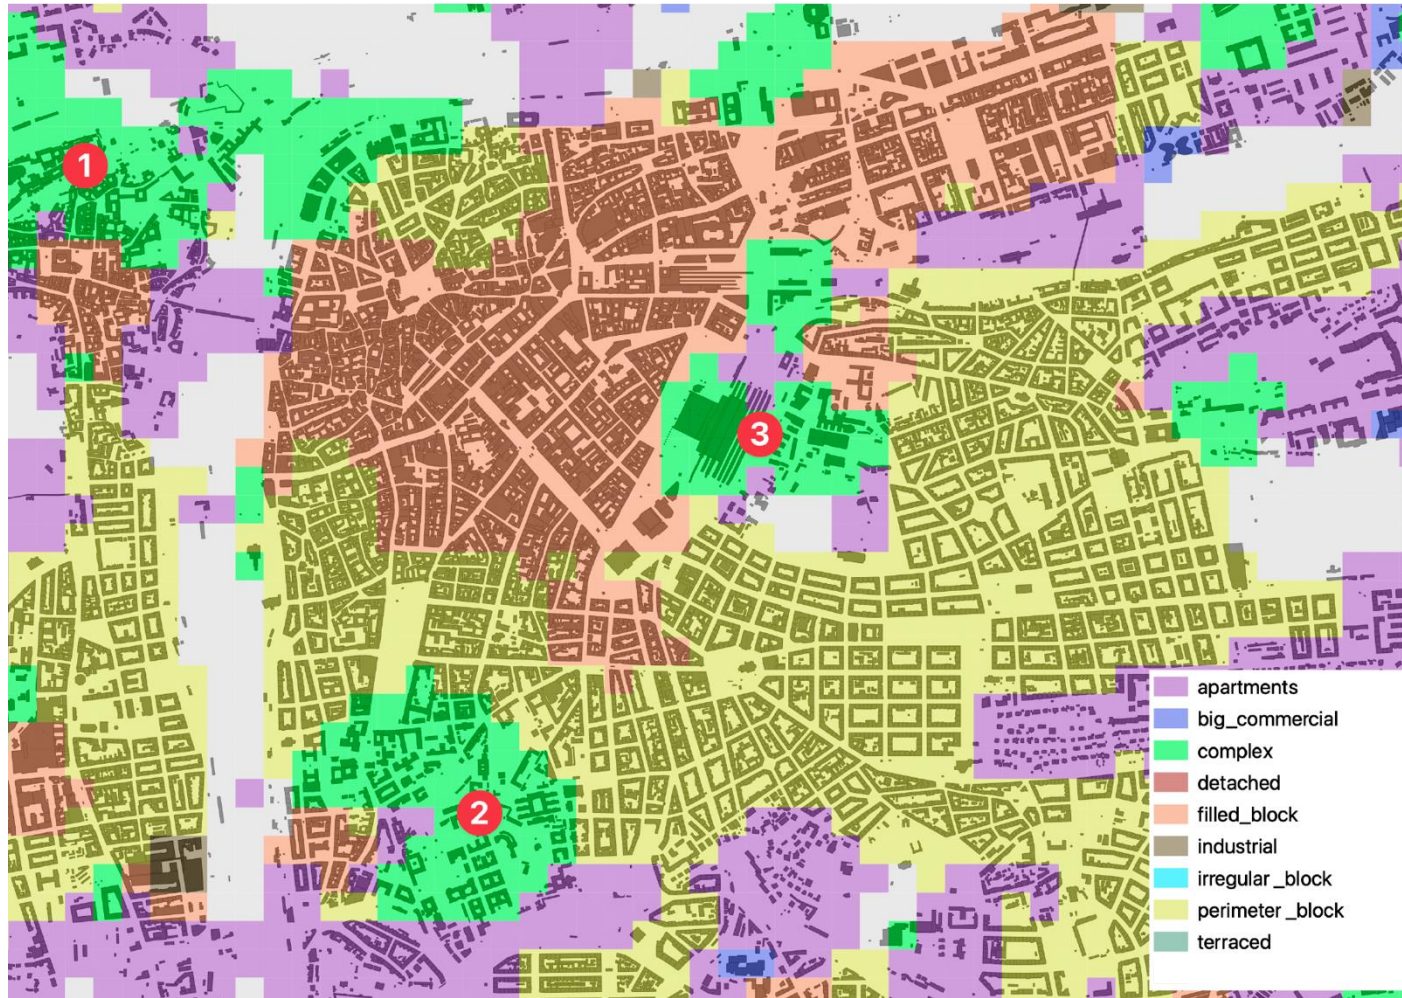 1
3
2
apartments
big_commercial
complex
detached
filled_block
industrial
irregular _block
perimeter _block
terraced